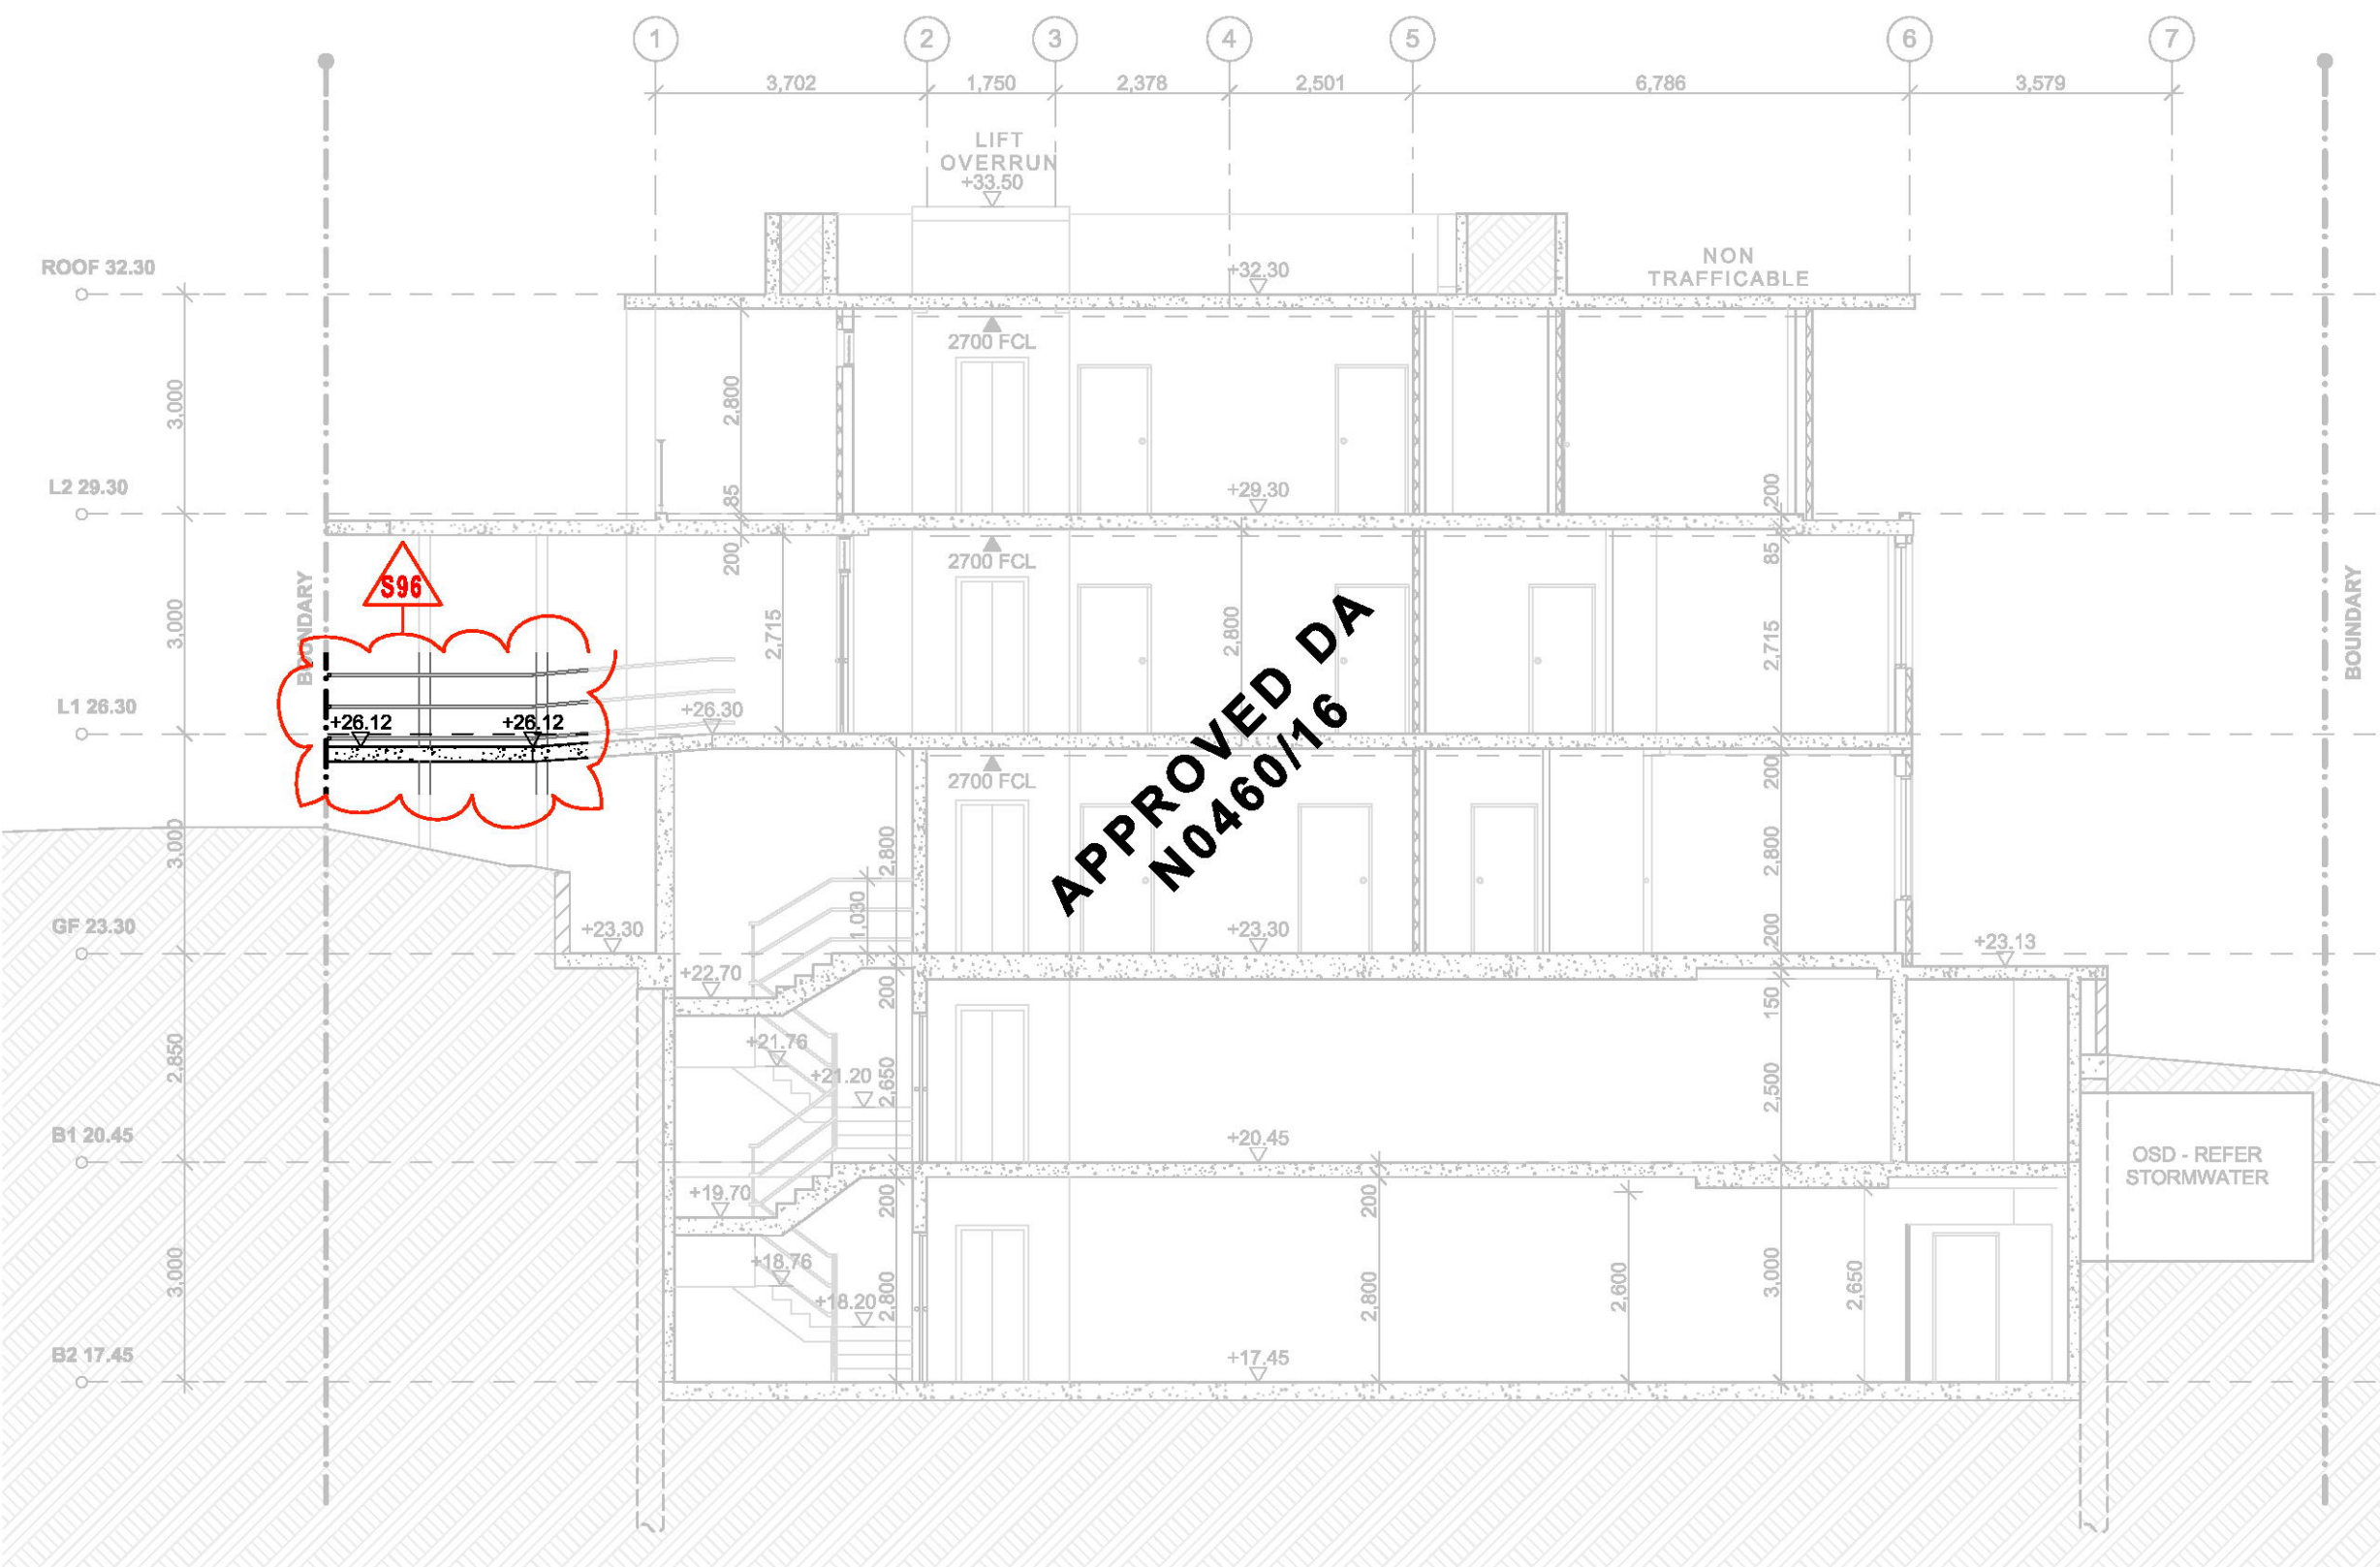 1 2 3 4 5 6 7
3,702 1,750 2,378 2,501 6,786 3,579
LIFT
OVERRUN
+33.50
NON
TRAFFICABLE
ROOF 32.30
+32.30
2700 FCL
3,000
2,800
L2 29.30
85
+29.30
200
2700 FCL
200
85
BOUNDARY
S96
BOUNDARY
3,000
2,715
2,800
2,715
L1 26.30
+26.12
+26.12
+26.30
APPROVED DA
N0460/16
2700 FCL
200
3,000
2,800
2,800
1,030
GF 23.30
+23.30
+23.30
200
+23.13
+22.70
200
150
+21.76
2,850
+21.20
2,650
2,500
B1 20.45
+20.45
OSD - REFER
STORMWATER
+19.70
200
200
+18.76
3,000
+18.20
2,800
2,800
2,600
3,000
2,650
B2 17.45
+17.45